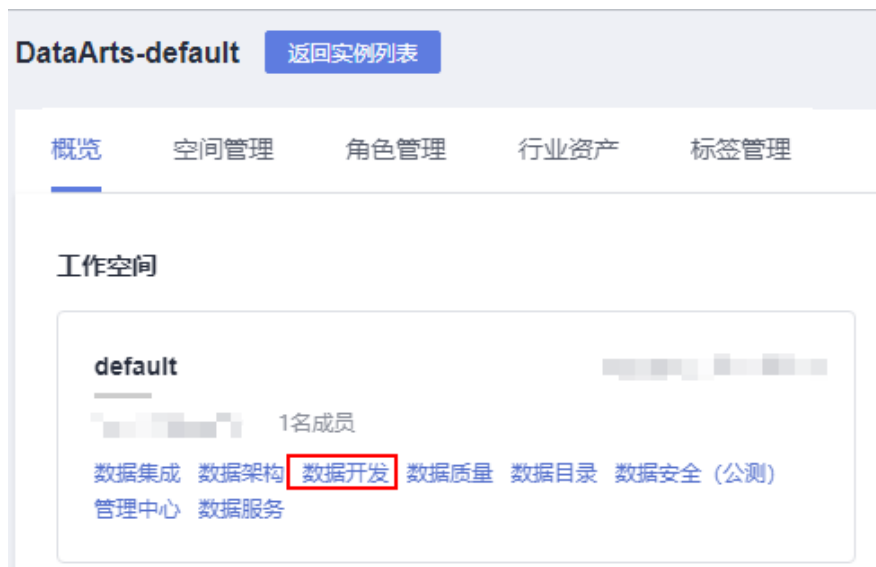 DataArts-default 返回实例列表
概览 空间管理 角色管理 行业资产 标签管理
工作空间
default
1名成员
数据集成 数据架构 数据开发 数据质量 数据目录 数据安全（公测）
管理中心 数据服务